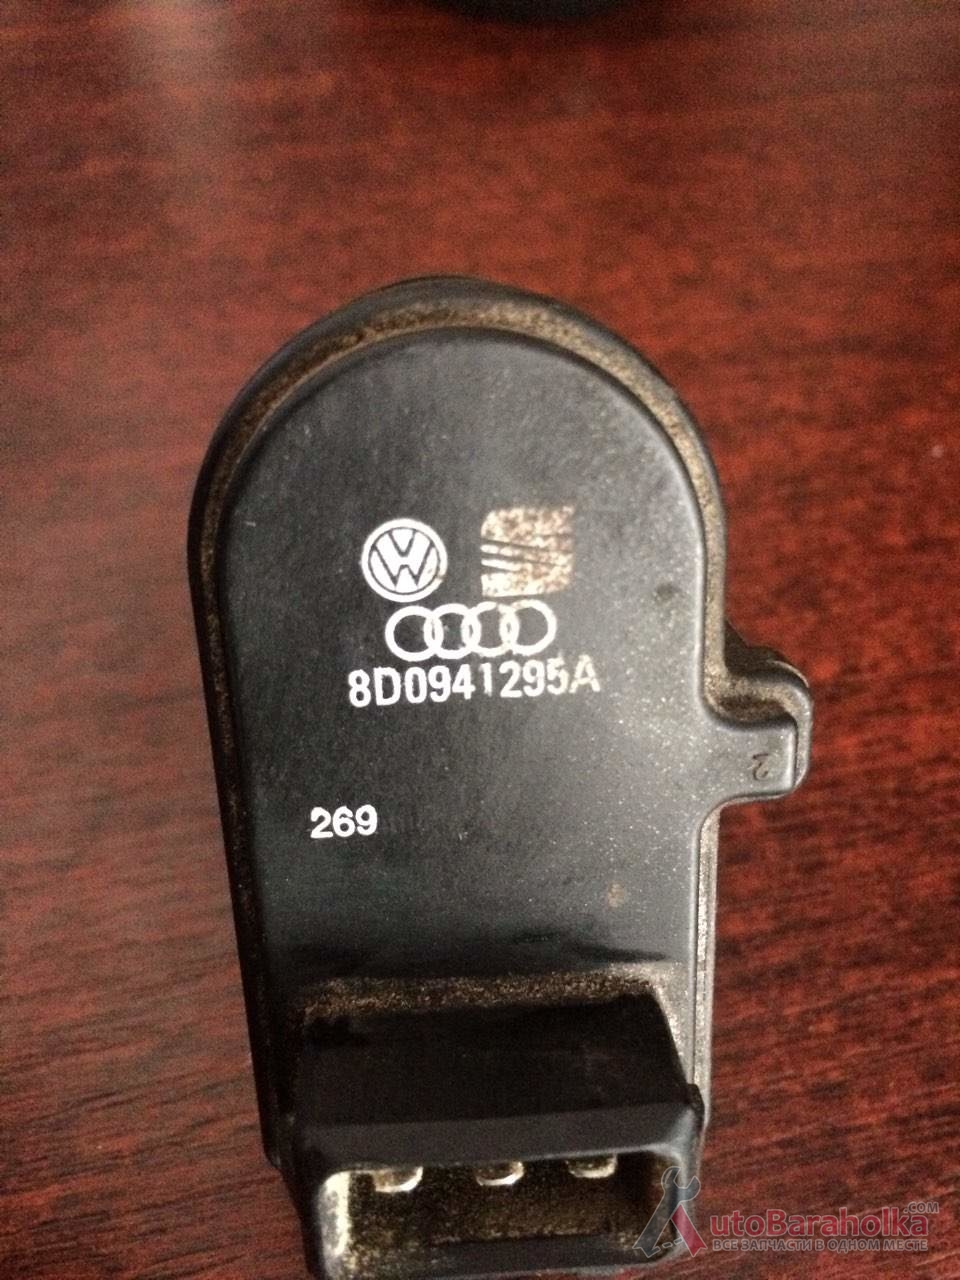 8D0941295A
269
2
AutoBaraholka.COM
ВСЕ ЗАПЧАСТИ В ОДНОМ МЕСТЕ